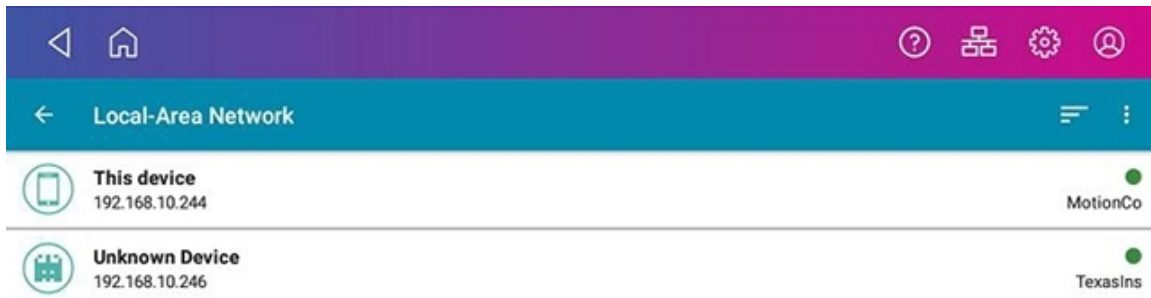 Local-Area Network
This device
192.168.10.244
MotionCo
Unknown Device
192.168.10.246
TexasIns